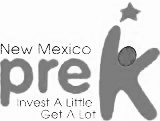 New Mexico
pre k
Invest A Little
Get A Lot